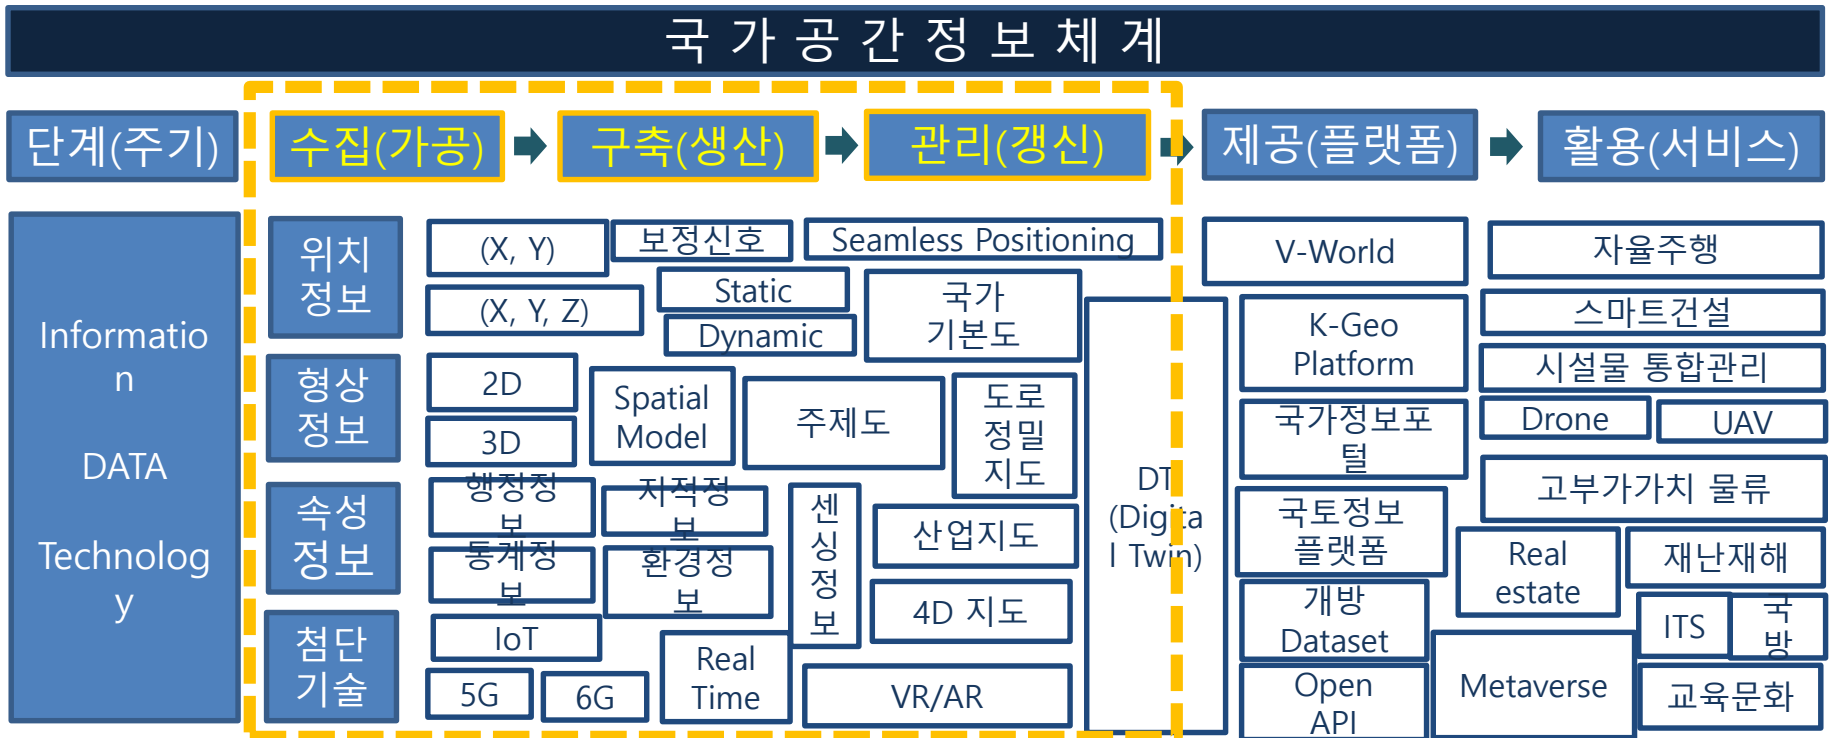 국가공간정보체계
단계(주기)
수집(가공)
구축(생산)
관리(갱신)
제공(플랫폼)
활용(서비스)
Informatio
n
DATA
Technolog
y
위치
정보
(X, Y)
보정신호
Seamless Positioning
(X, Y, Z)
Static
Dynamic
국가
기본도
형상
정보
2D
3D
Spatial
Model
주제도
도로
정밀
지도
속성
정보
행정정
보
지적정
보
통계정
보
환경정
보
센
싱
정
보
산업지도
4D 지도
첨단
기술
IoT
5G
6G
Real
Time
VR/AR
DT
(Digita
l Twin)
V-World
K-Geo
Platform
국가정보포
털
국토정보
플랫폼
개방
Dataset
Open
API
자율주행
스마트건설
시설물 통합관리
Drone
UAV
고부가가치 물류
Real
estate
재난재해
ITS
국
방
Metaverse
교육문화